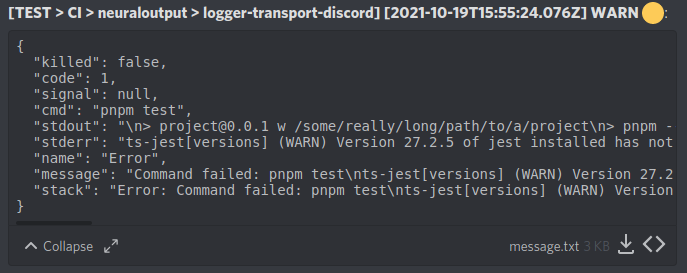 [TEST > CI > neuraloutput > logger-transport-discord] [2021-10-19T15:55:24.076Z] WARN :
{
"killed": false,
"code": 1,
"signal": null,
"cmd": "pnpm test",
"stdout": "\n> project@0.0.1 w /some/really/long/path/to/a/project\n> pnpm -
"stderr": "ts-jest[versions] (WARN) Version 27.2.5 of jest installed has not
"name": "Error",
"message": "Command failed: pnpm test\nts-jest[versions] (WARN) Version 27.2
"stack": "Error: Command failed: pnpm test\nts-jest[versions] (WARN) Version
}
Collapse message.txt 3 KB